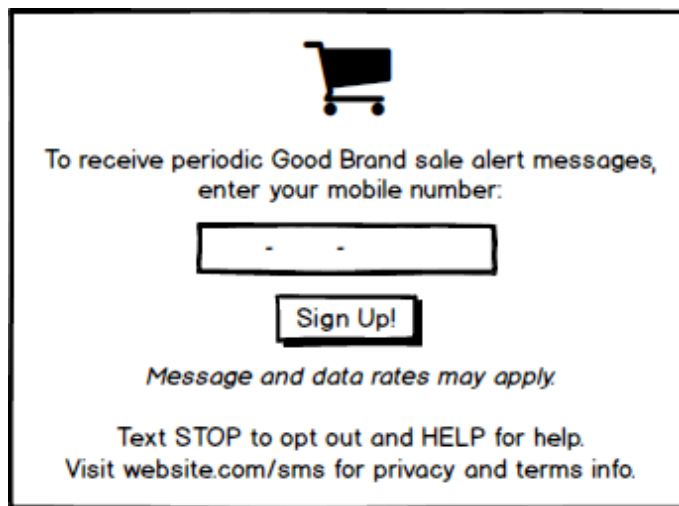 To receive periodic Good Brand sale alert messages,
enter your mobile number:
- -
Sign Up!
Message and data rates may apply.
Text STOP to opt out and HELP for help.
Visit website.com/sms for privacy and terms info.